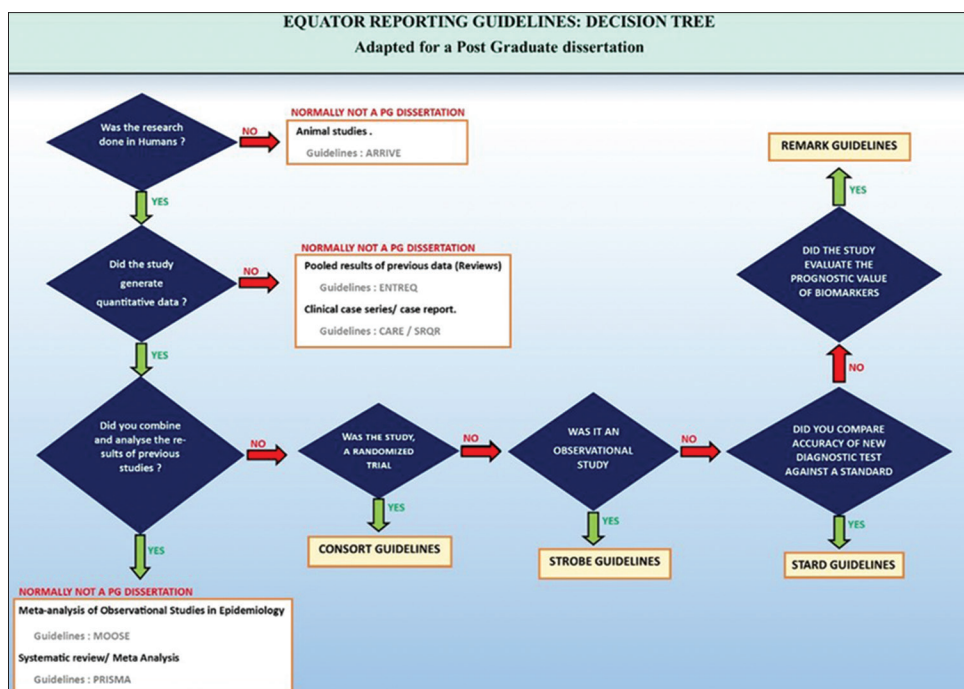 EQUATOR REPORTING GUIDELINES: DECISION TREE
Adapted for a Post Graduate dissertation
Was the research
done in Humans ?
NO
NORMALLY NOT A PG DISSERTATION
Animal studies .
Guidelines : ARRIVE
YES
Did the study
generate
quantitative data ?
NO
NORMALLY NOT A PG DISSERTATION
Pooled results of previous data (Reviews)
Guidelines : ENTREQ
Clinical case series/ case report.
Guidelines : CARE / SRQR
YES
Did you combine
and analyse the re-
sults of previous
studies ?
NO
YES
NORMALLY NOT A PG DISSERTATION
Meta-analysis of Observational Studies in Epidemiology
Guidelines : MOOSE
Systematic review/ Meta Analysis
Guidelines : PRISMA
WAS THE STUDY,
A RANDOMIZED
TRIAL
NO
YES
CONSORT GUIDELINES
WAS IT AN
OBSERVATIONAL
STUDY
NO
YES
STROBE GUIDELINES
DID YOU COMPARE
ACCURACY OF NEW
DIAGNOSTIC TEST
AGAINST A STANDARD
YES
STARD GUIDELINES
NO
DID THE STUDY
EVALUATE THE
PROGNOSTIC VALUE
OF BIOMARKERS
YES
REMARK GUIDELINES